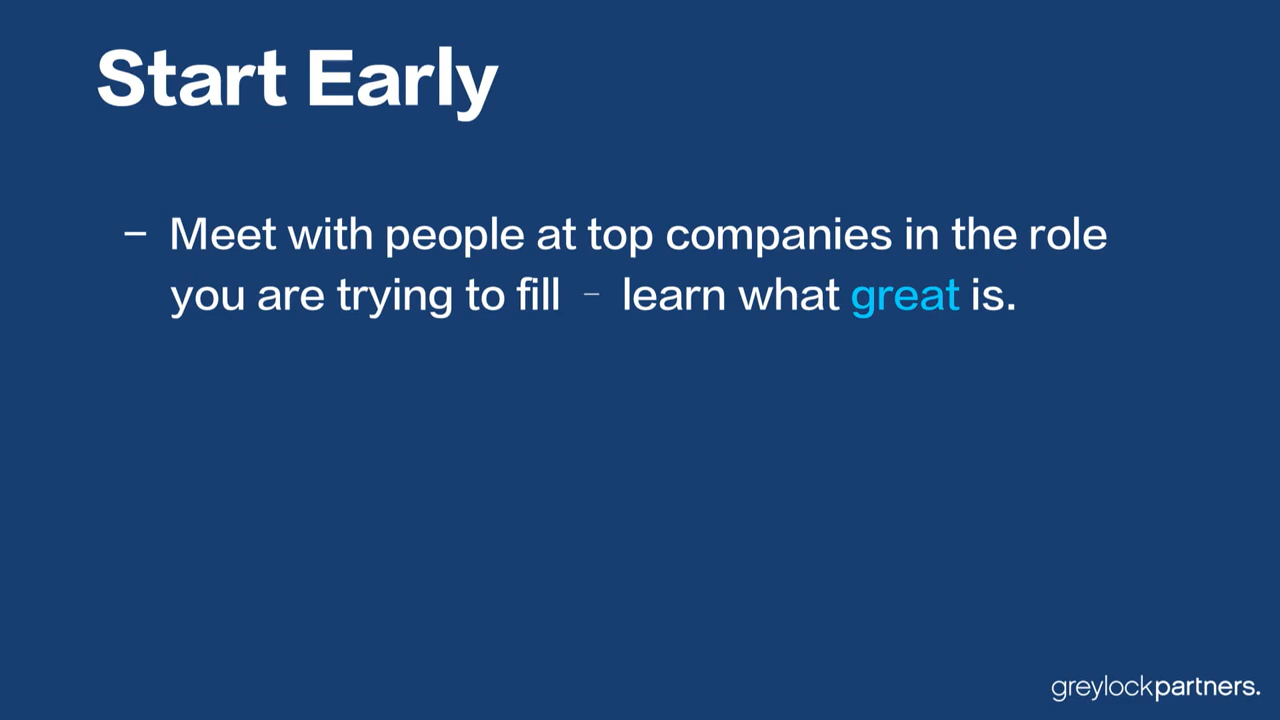 Start Early
– Meet with people at top companies in the role
you are trying to fill – learn what great is.
greylockpartners.